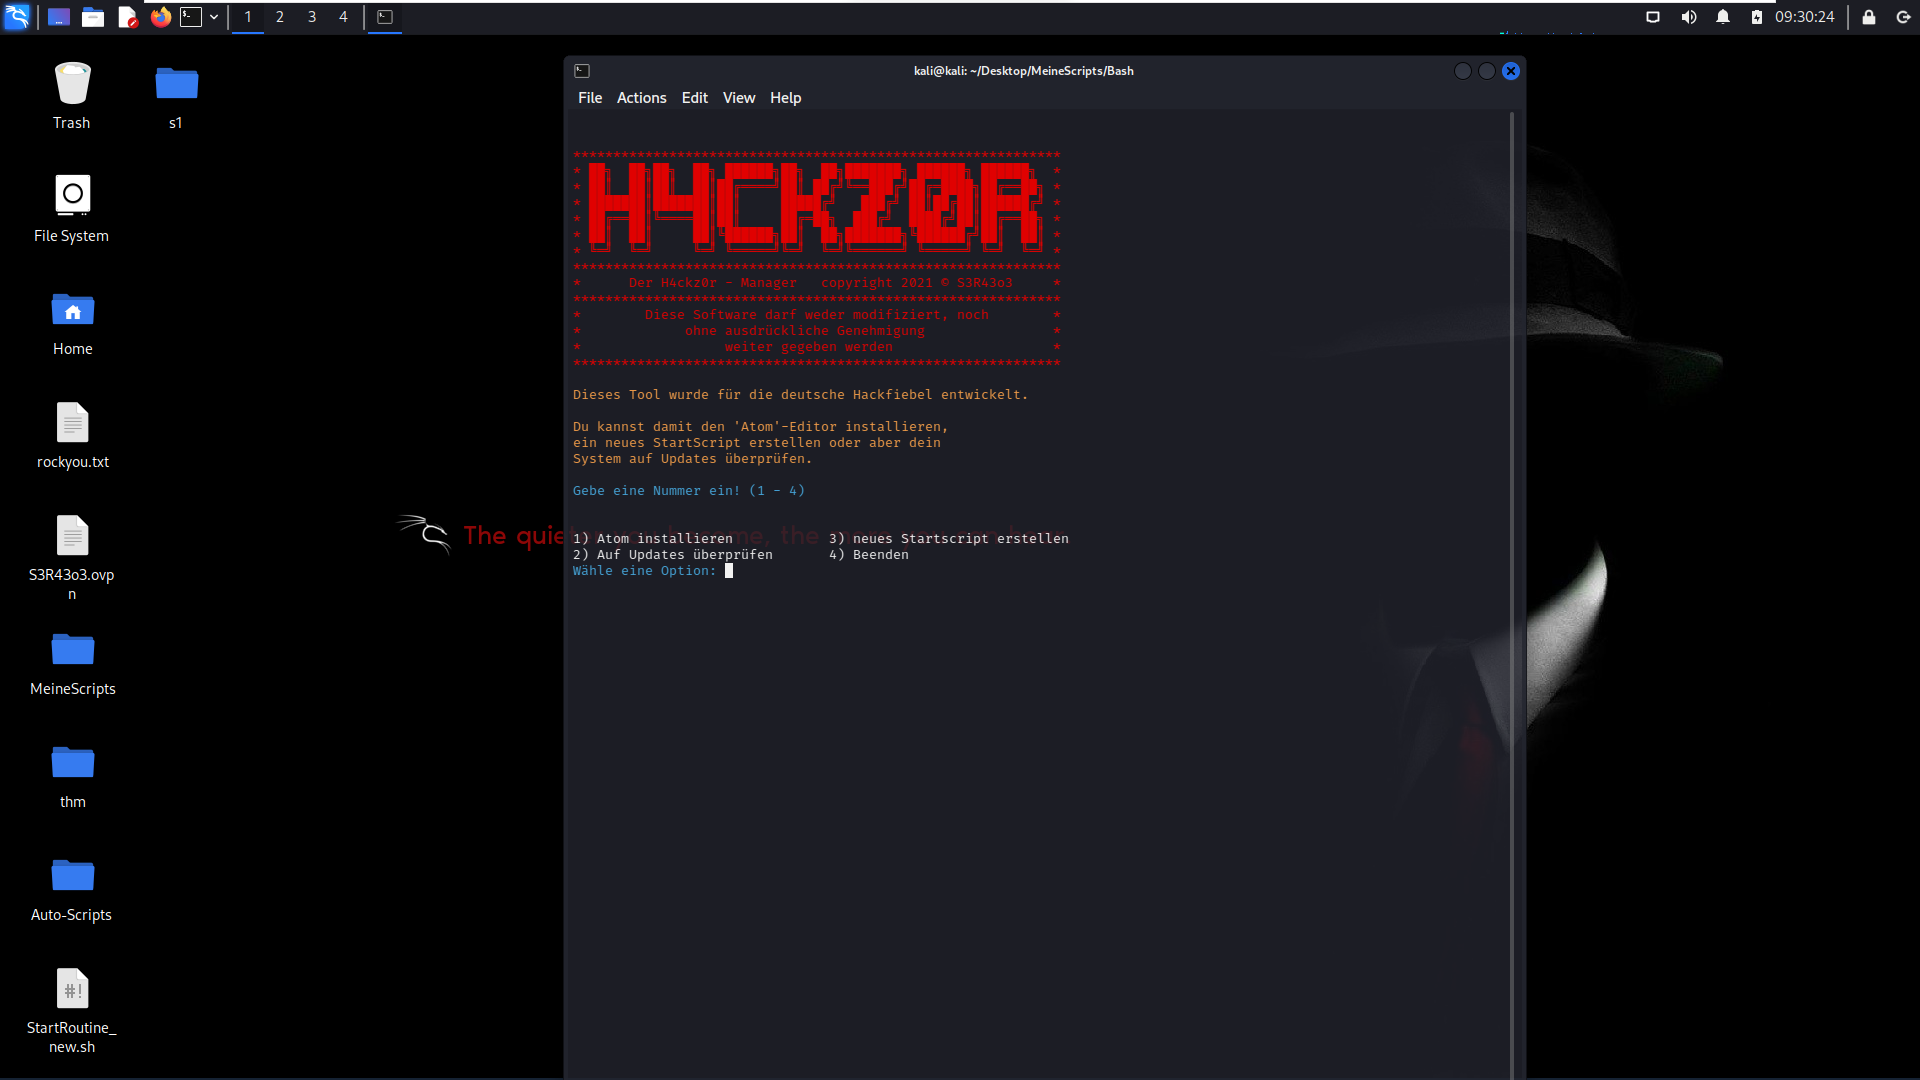 1 2 3 4
09:30:24
Trash
s1
File System
Home
rockyou.txt
S3R43o3.ovp
n
MeineScripts
thm
Auto-Scripts
StartRoutine_
new.sh
The quie
kali@kali: ~/Desktop/MeineScripts/Bash
File Actions Edit View Help
*************************************************************
* H4CKZ0R *
*************************************************************
* Der H4ckz0r - Manager copyright 2021 © S3R43o3 *
*************************************************************
* Diese Software darf weder modifiziert, noch *
* ohne ausdrückliche Genehmigung *
* weiter gegeben werden *
*************************************************************
Dieses Tool wurde für die deutsche Hackfiebel entwickelt.
Du kannst damit den 'Atom'-Editor installieren,
ein neues StartScript erstellen oder aber dein
System auf Updates überprüfen.
Gebe eine Nummer ein! (1 - 4)
1) Atom installieren 3) neues Startscript erstellen
2) Auf Updates überprüfen 4) Beenden
Wähle eine Option: